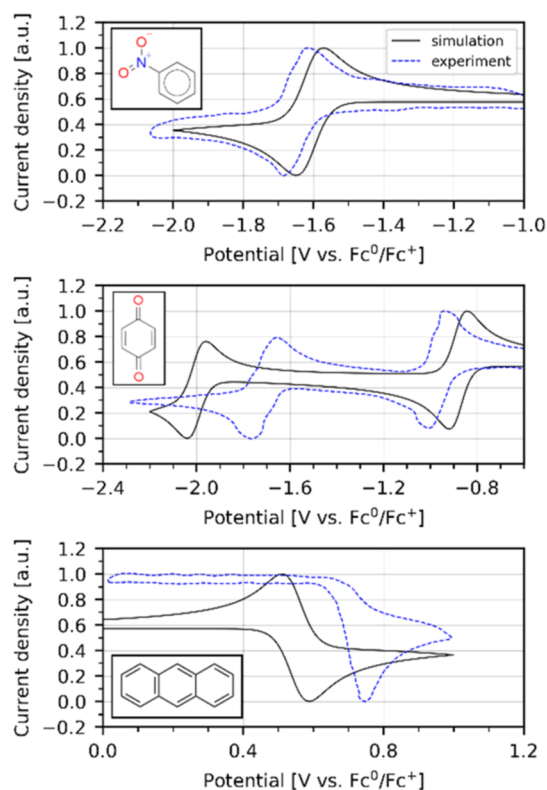 1.2
1.0
0.8
0.6
0.4
0.2
0.0
−0.2
Current density [a.u.]
O⁻
N⁺
O
simulation
experiment
−2.2 −2.0 −1.8 −1.6 −1.4 −1.2 −1.0
Potential [V vs. Fc⁰/Fc⁺]
1.2
1.0
0.8
0.6
0.4
0.2
0.0
−0.2
Current density [a.u.]
O
O
−2.4 −2.0 −1.6 −1.2 −0.8
Potential [V vs. Fc⁰/Fc⁺]
1.2
1.0
0.8
0.6
0.4
0.2
0.0
−0.2
Current density [a.u.]
0.0 0.4 0.8 1.2
Potential [V vs. Fc⁰/Fc⁺]